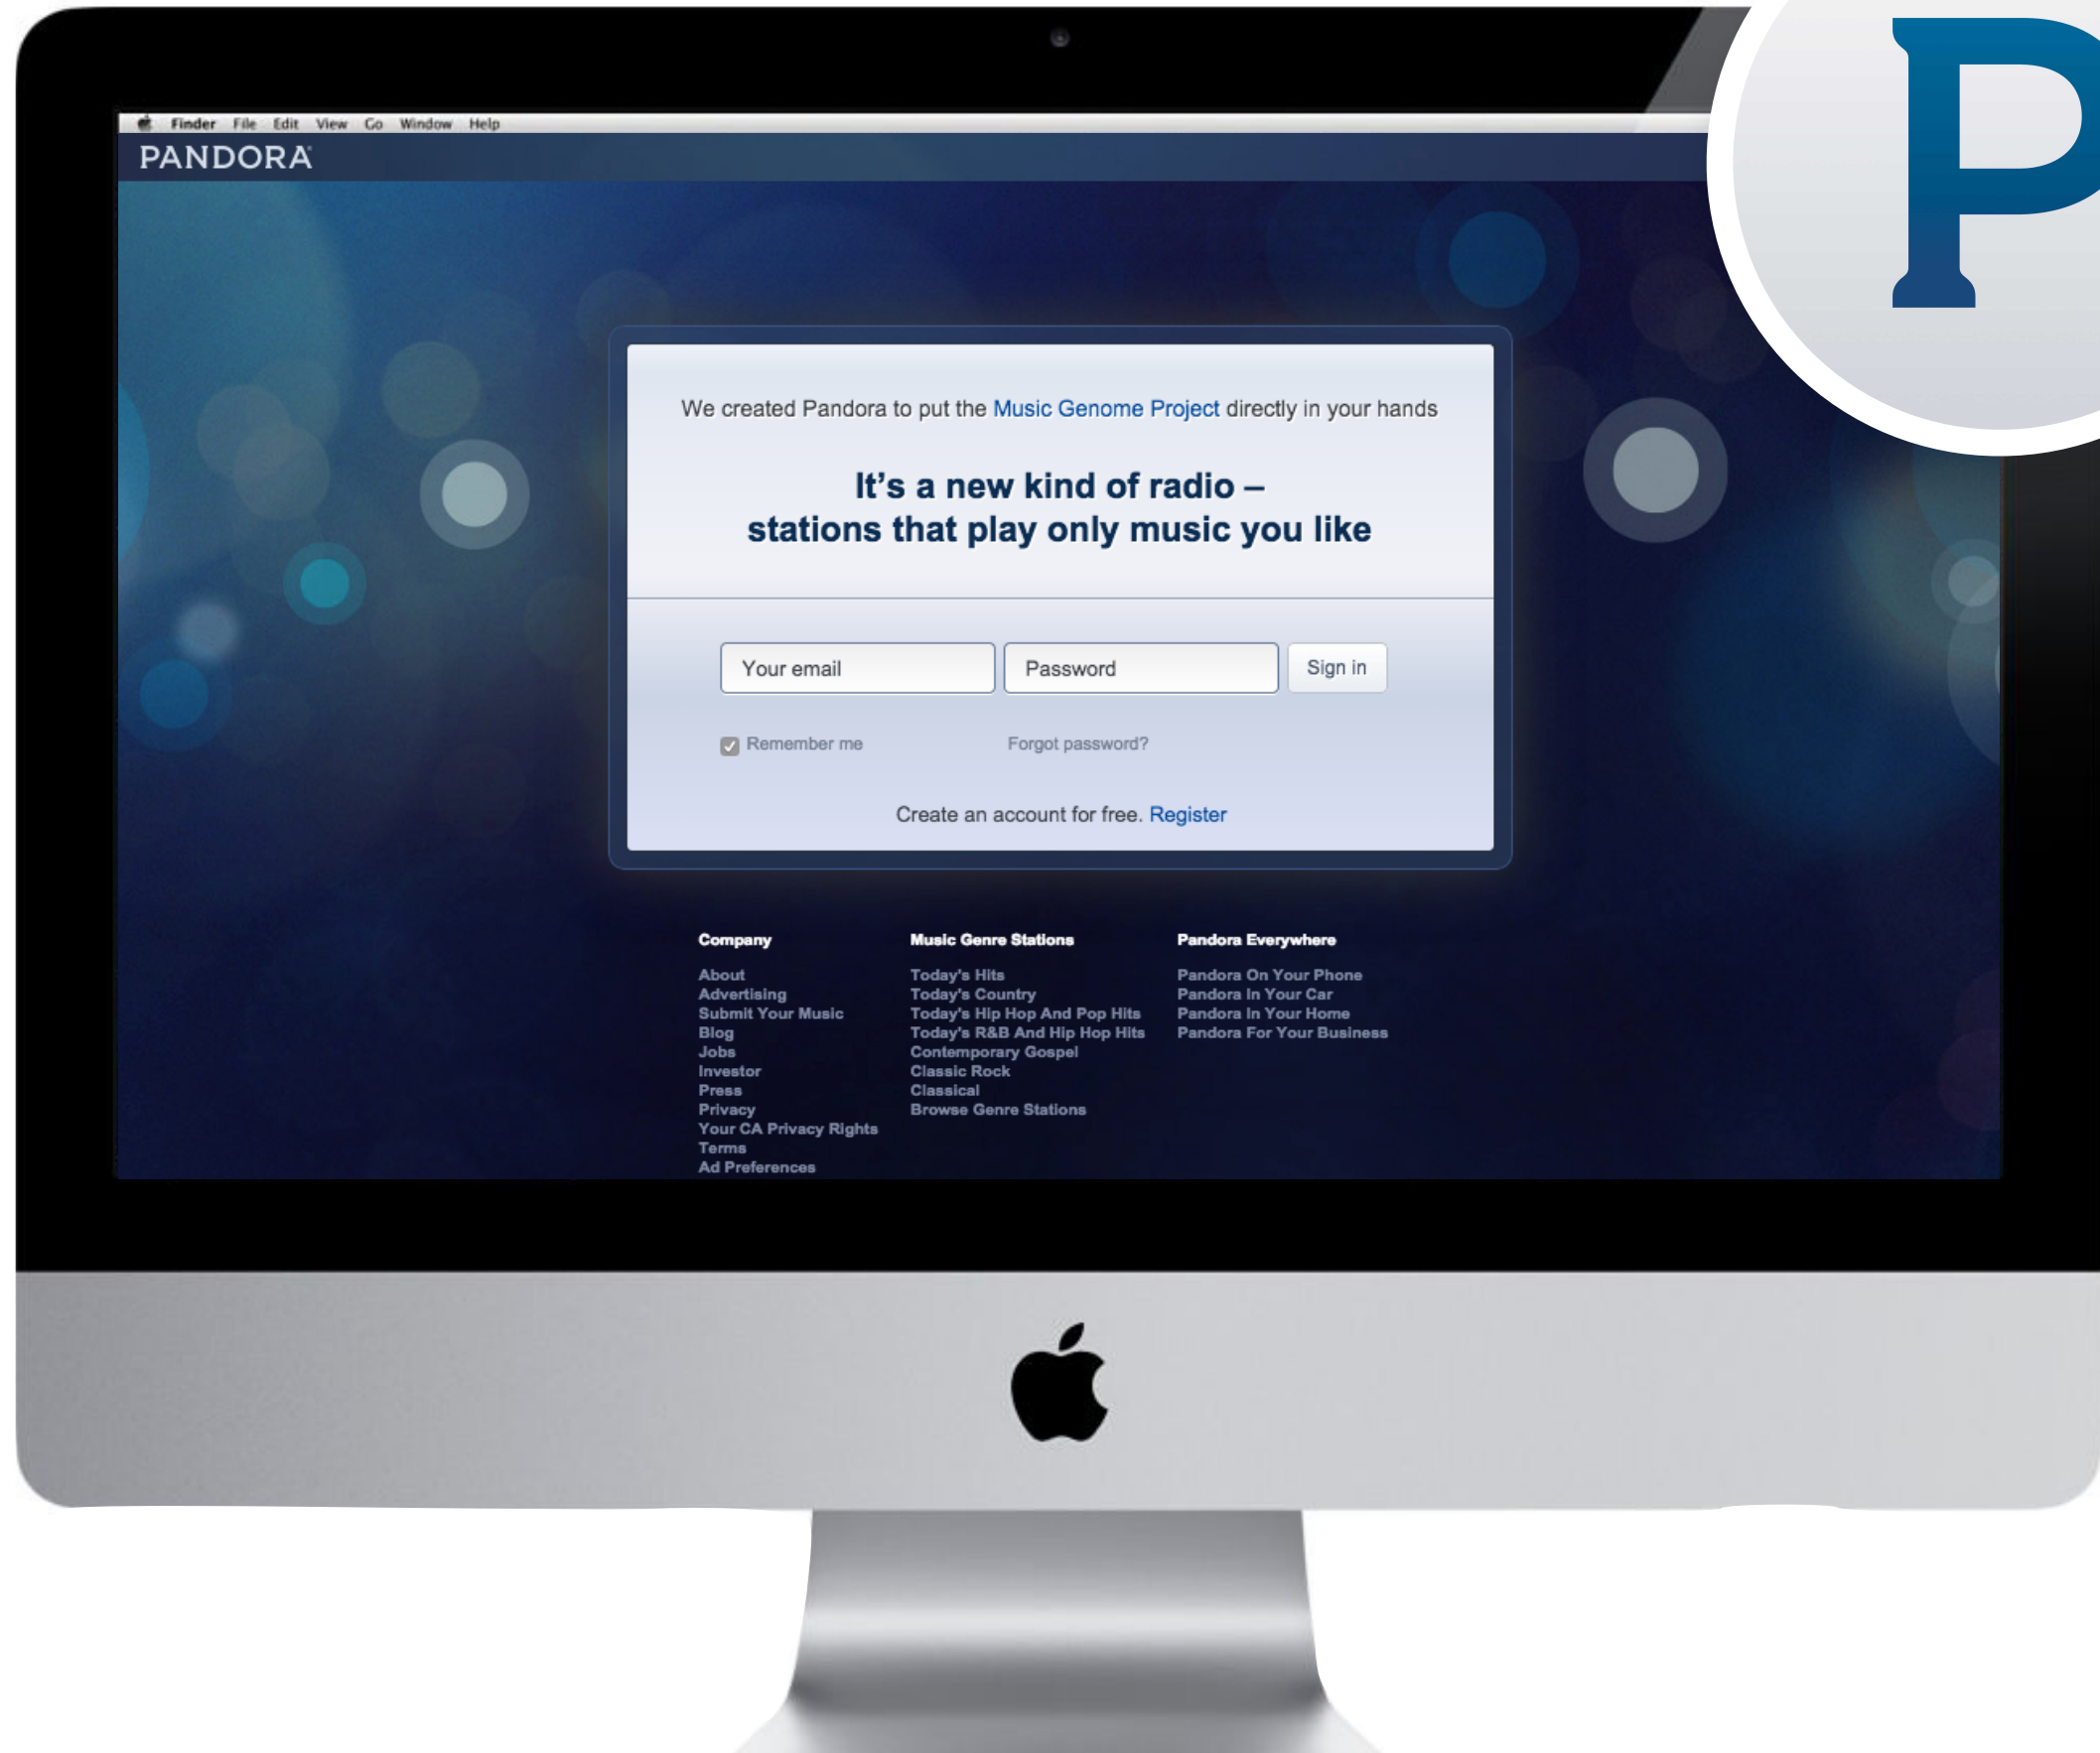 P
Finder File Edit View Go Window Help
PANDORA
We created Pandora to put the Music Genome Project directly in your hands
It's a new kind of radio –
stations that play only music you like
Your email Password Sign in
Remember me Forgot password?
Create an account for free. Register
Company
About
Advertising
Submit Your Music
Blog
Jobs
Investor
Press
Privacy
Your CA Privacy Rights
Terms
Ad Preferences
Music Genre Stations
Today's Hits
Today's Country
Today's Hip Hop And Pop Hits
Today's R&B And Hip Hop Hits
Contemporary Gospel
Classic Rock
Classical
Browse Genre Stations
Pandora Everywhere
Pandora On Your Phone
Pandora In Your Car
Pandora In Your Home
Pandora For Your Business